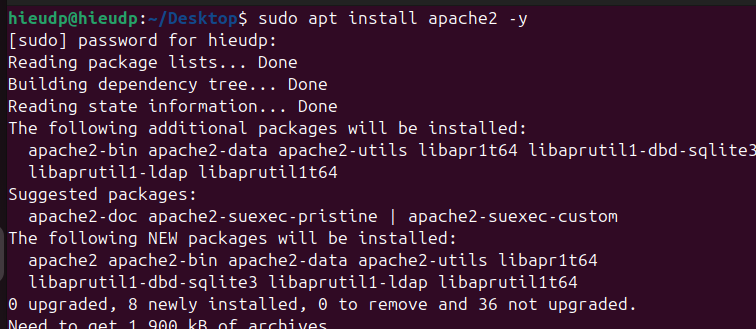 hieudp@hieudp:~/Desktop$ sudo apt install apache2 -y
[sudo] password for hieudp:
Reading package lists... Done
Building dependency tree... Done
Reading state information... Done
The following additional packages will be installed:
  apache2-bin apache2-data apache2-utils libapr1t64 libaprutil1-dbd-sqlite3
  libaprutil1-ldap libaprutil1t64
Suggested packages:
  apache2-doc apache2-suexec-pristine | apache2-suexec-custom
The following NEW packages will be installed:
  apache2 apache2-bin apache2-data apache2-utils libapr1t64
  libaprutil1-dbd-sqlite3 libaprutil1-ldap libaprutil1t64
0 upgraded, 8 newly installed, 0 to remove and 36 not upgraded.
Need to get 1.900 kB of archives